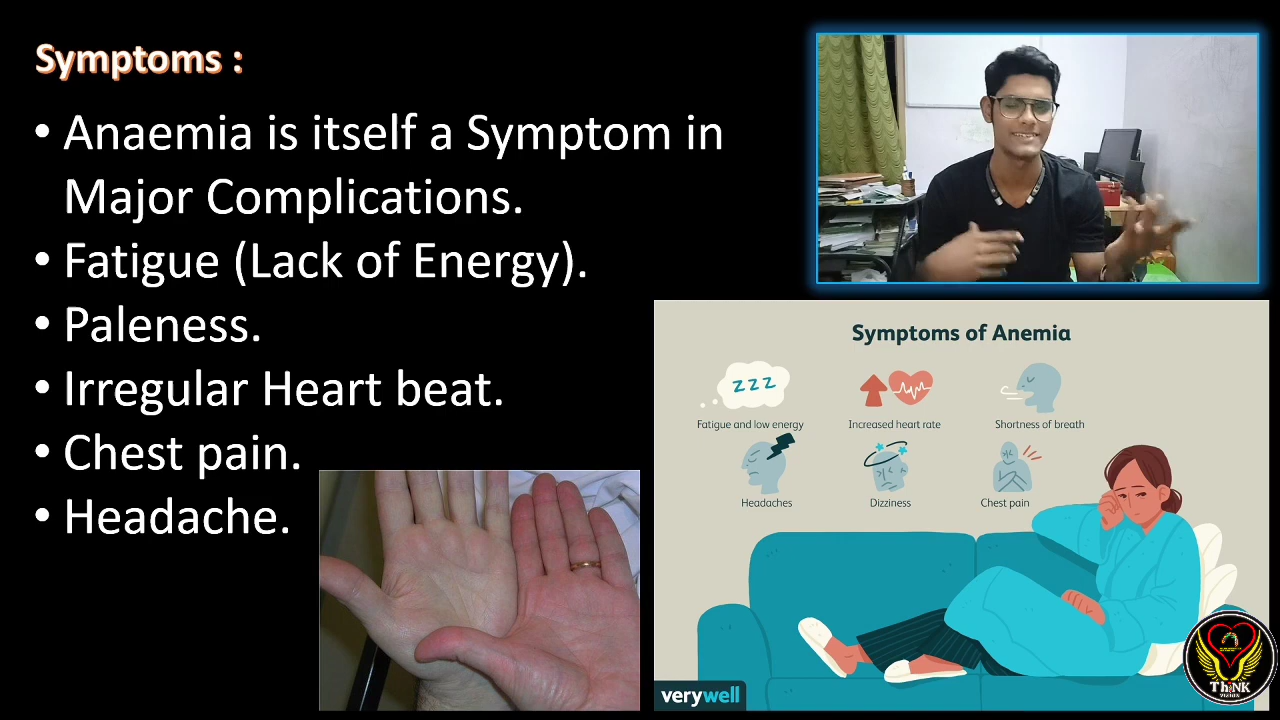 Symptoms :
• Anaemia is itself a Symptom in
Major Complications.
• Fatigue (Lack of Energy).
• Paleness.
• Irregular Heart beat.
• Chest pain.
• Headache.
Symptoms of Anemia
z z z
Fatigue and low energy
Increased heart rate
Shortness of breath
Headaches
Dizziness
Chest pain
verywell
ThiNK
VISION